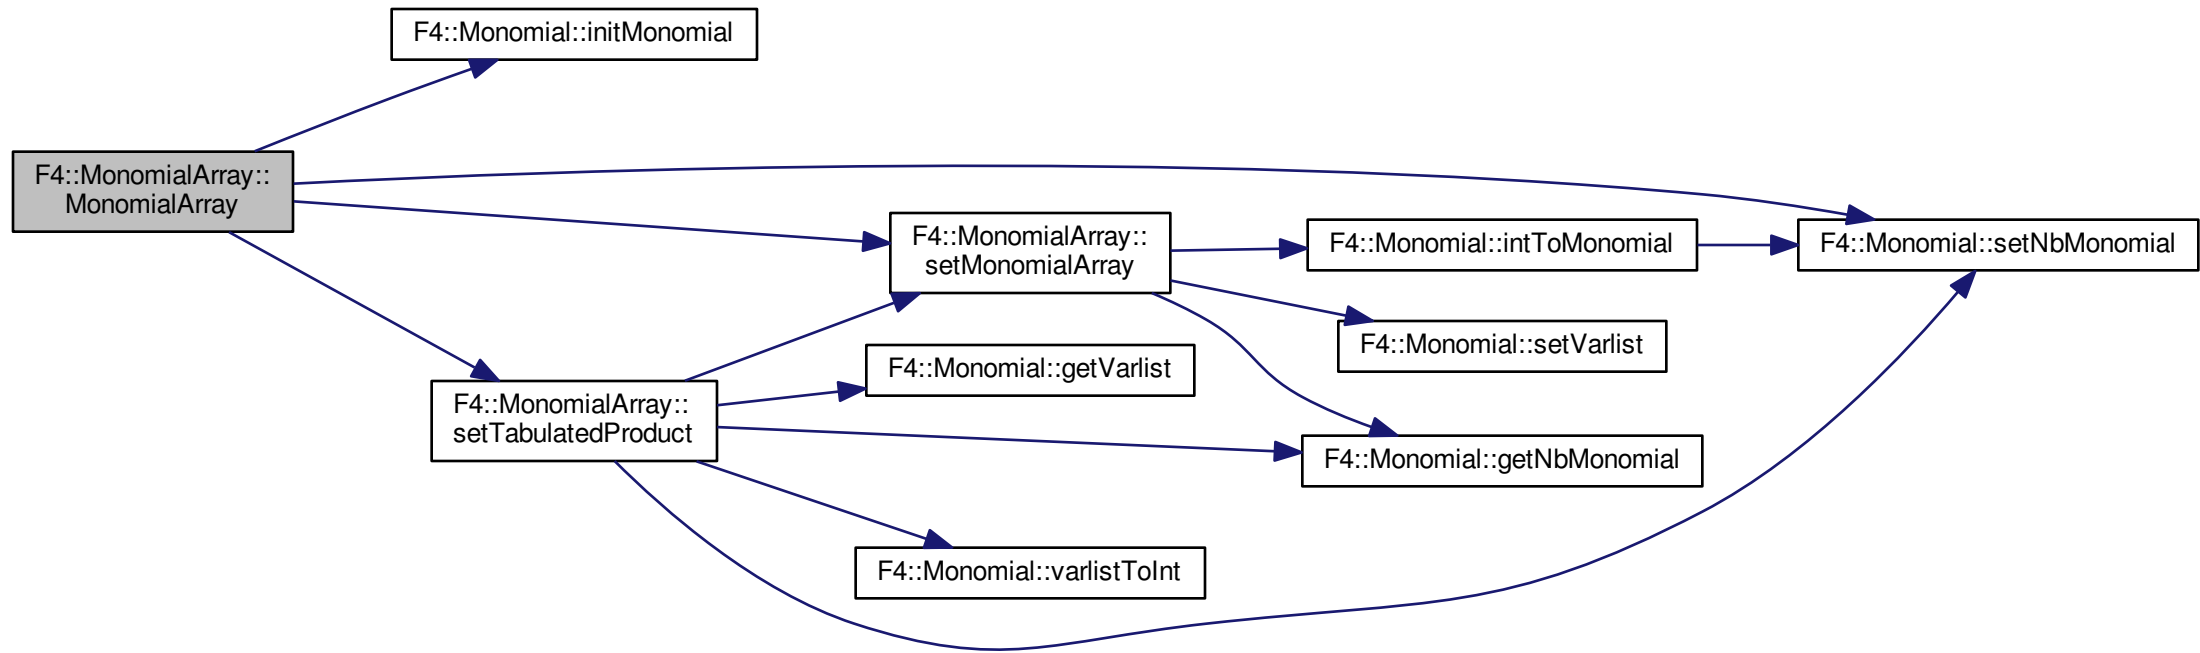 F4::Monomial::initMonomial
F4::MonomialArray::
MonomialArray
F4::MonomialArray::
setMonomialArray
F4::Monomial::intToMonomial
F4::Monomial::setNbMonomial
F4::Monomial::setVarlist
F4::Monomial::getVarlist
F4::MonomialArray::
setTabulatedProduct
F4::Monomial::getNbMonomial
F4::Monomial::varlistToInt